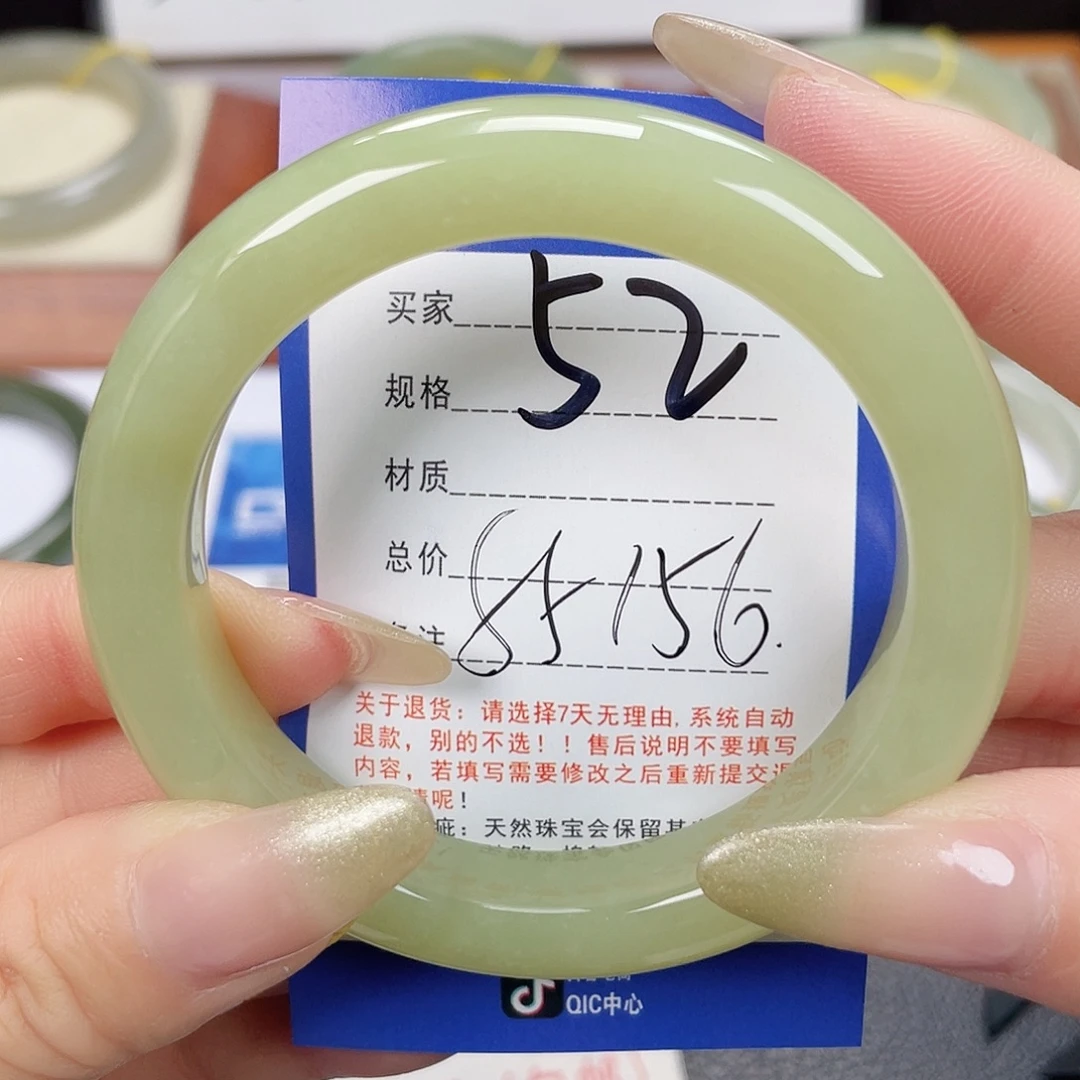 买家 52
规格
材质
总价 85156.
关于退货：请选择7天无理由,系统自动
退款，别的不选！！售后说明不要填写
内容，若填写需要修改之后重新提交
呢！
疵：天然珠宝会保留其
QIC中心